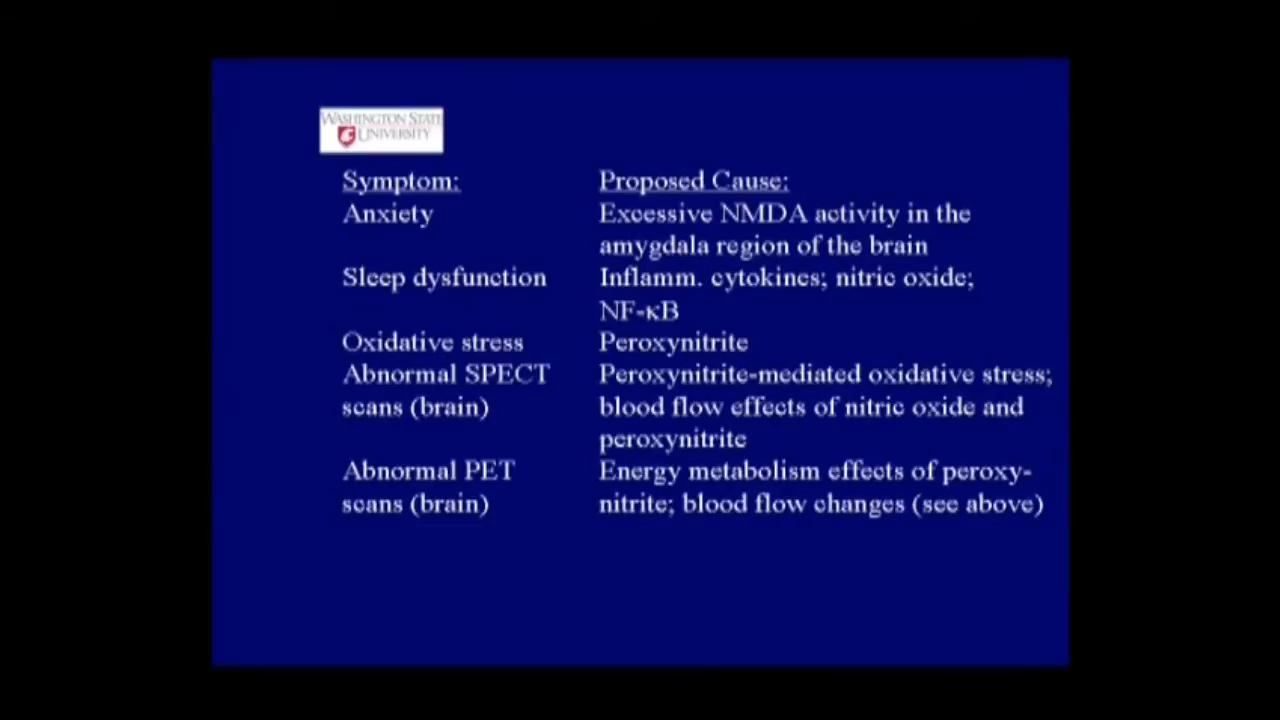 WASHINGTON STATE
UNIVERSITY
Symptom: Proposed Cause:
Anxiety Excessive NMDA activity in the
amygdala region of the brain
Sleep dysfunction Inflamm. cytokines; nitric oxide;
NF-κB
Oxidative stress Peroxynitrite
Abnormal SPECT Peroxynitrite-mediated oxidative stress;
scans (brain) blood flow effects of nitric oxide and
peroxynitrite
Abnormal PET Energy metabolism effects of peroxy-
scans (brain) nitrite; blood flow changes (see above)